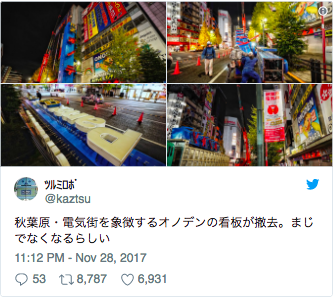 ﾂﾙﾐﾛﾎﾞ
@kaztsu
秋葉原・電気街を象徴するオノデンの看板が撤去。まじ
でなくなるらしい
11:12 PM - Nov 28, 2017
53 8,787 6,931